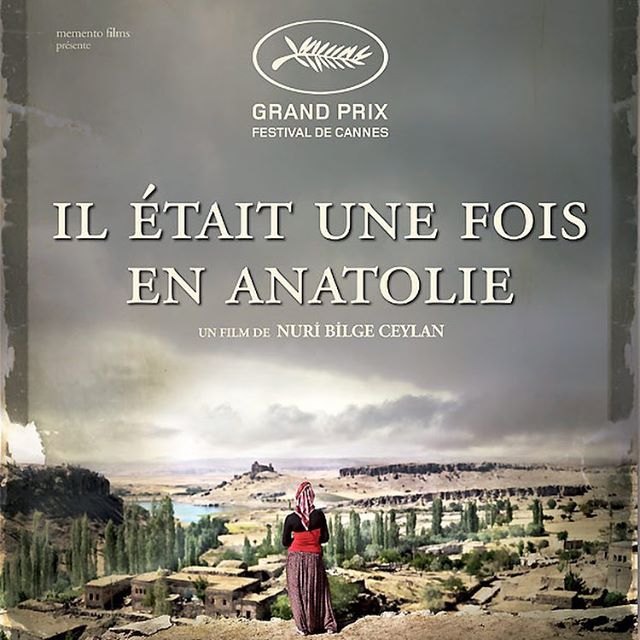 memento films
présente
GRAND PRIX
FESTIVAL DE CANNES
IL ÉTAIT UNE FOIS
EN ANATOLIE
UN FILM DE NURİ BİLGE CEYLAN